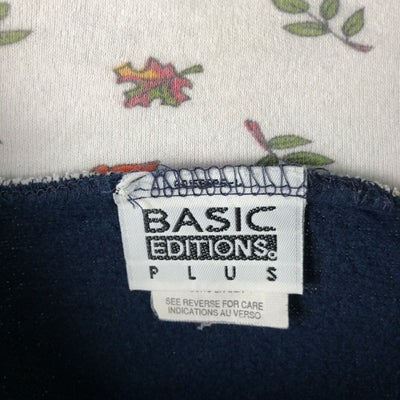 BASIC
EDITIONS®
PLUS
SEE REVERSE FOR CARE
INDICATIONS AU VERSO